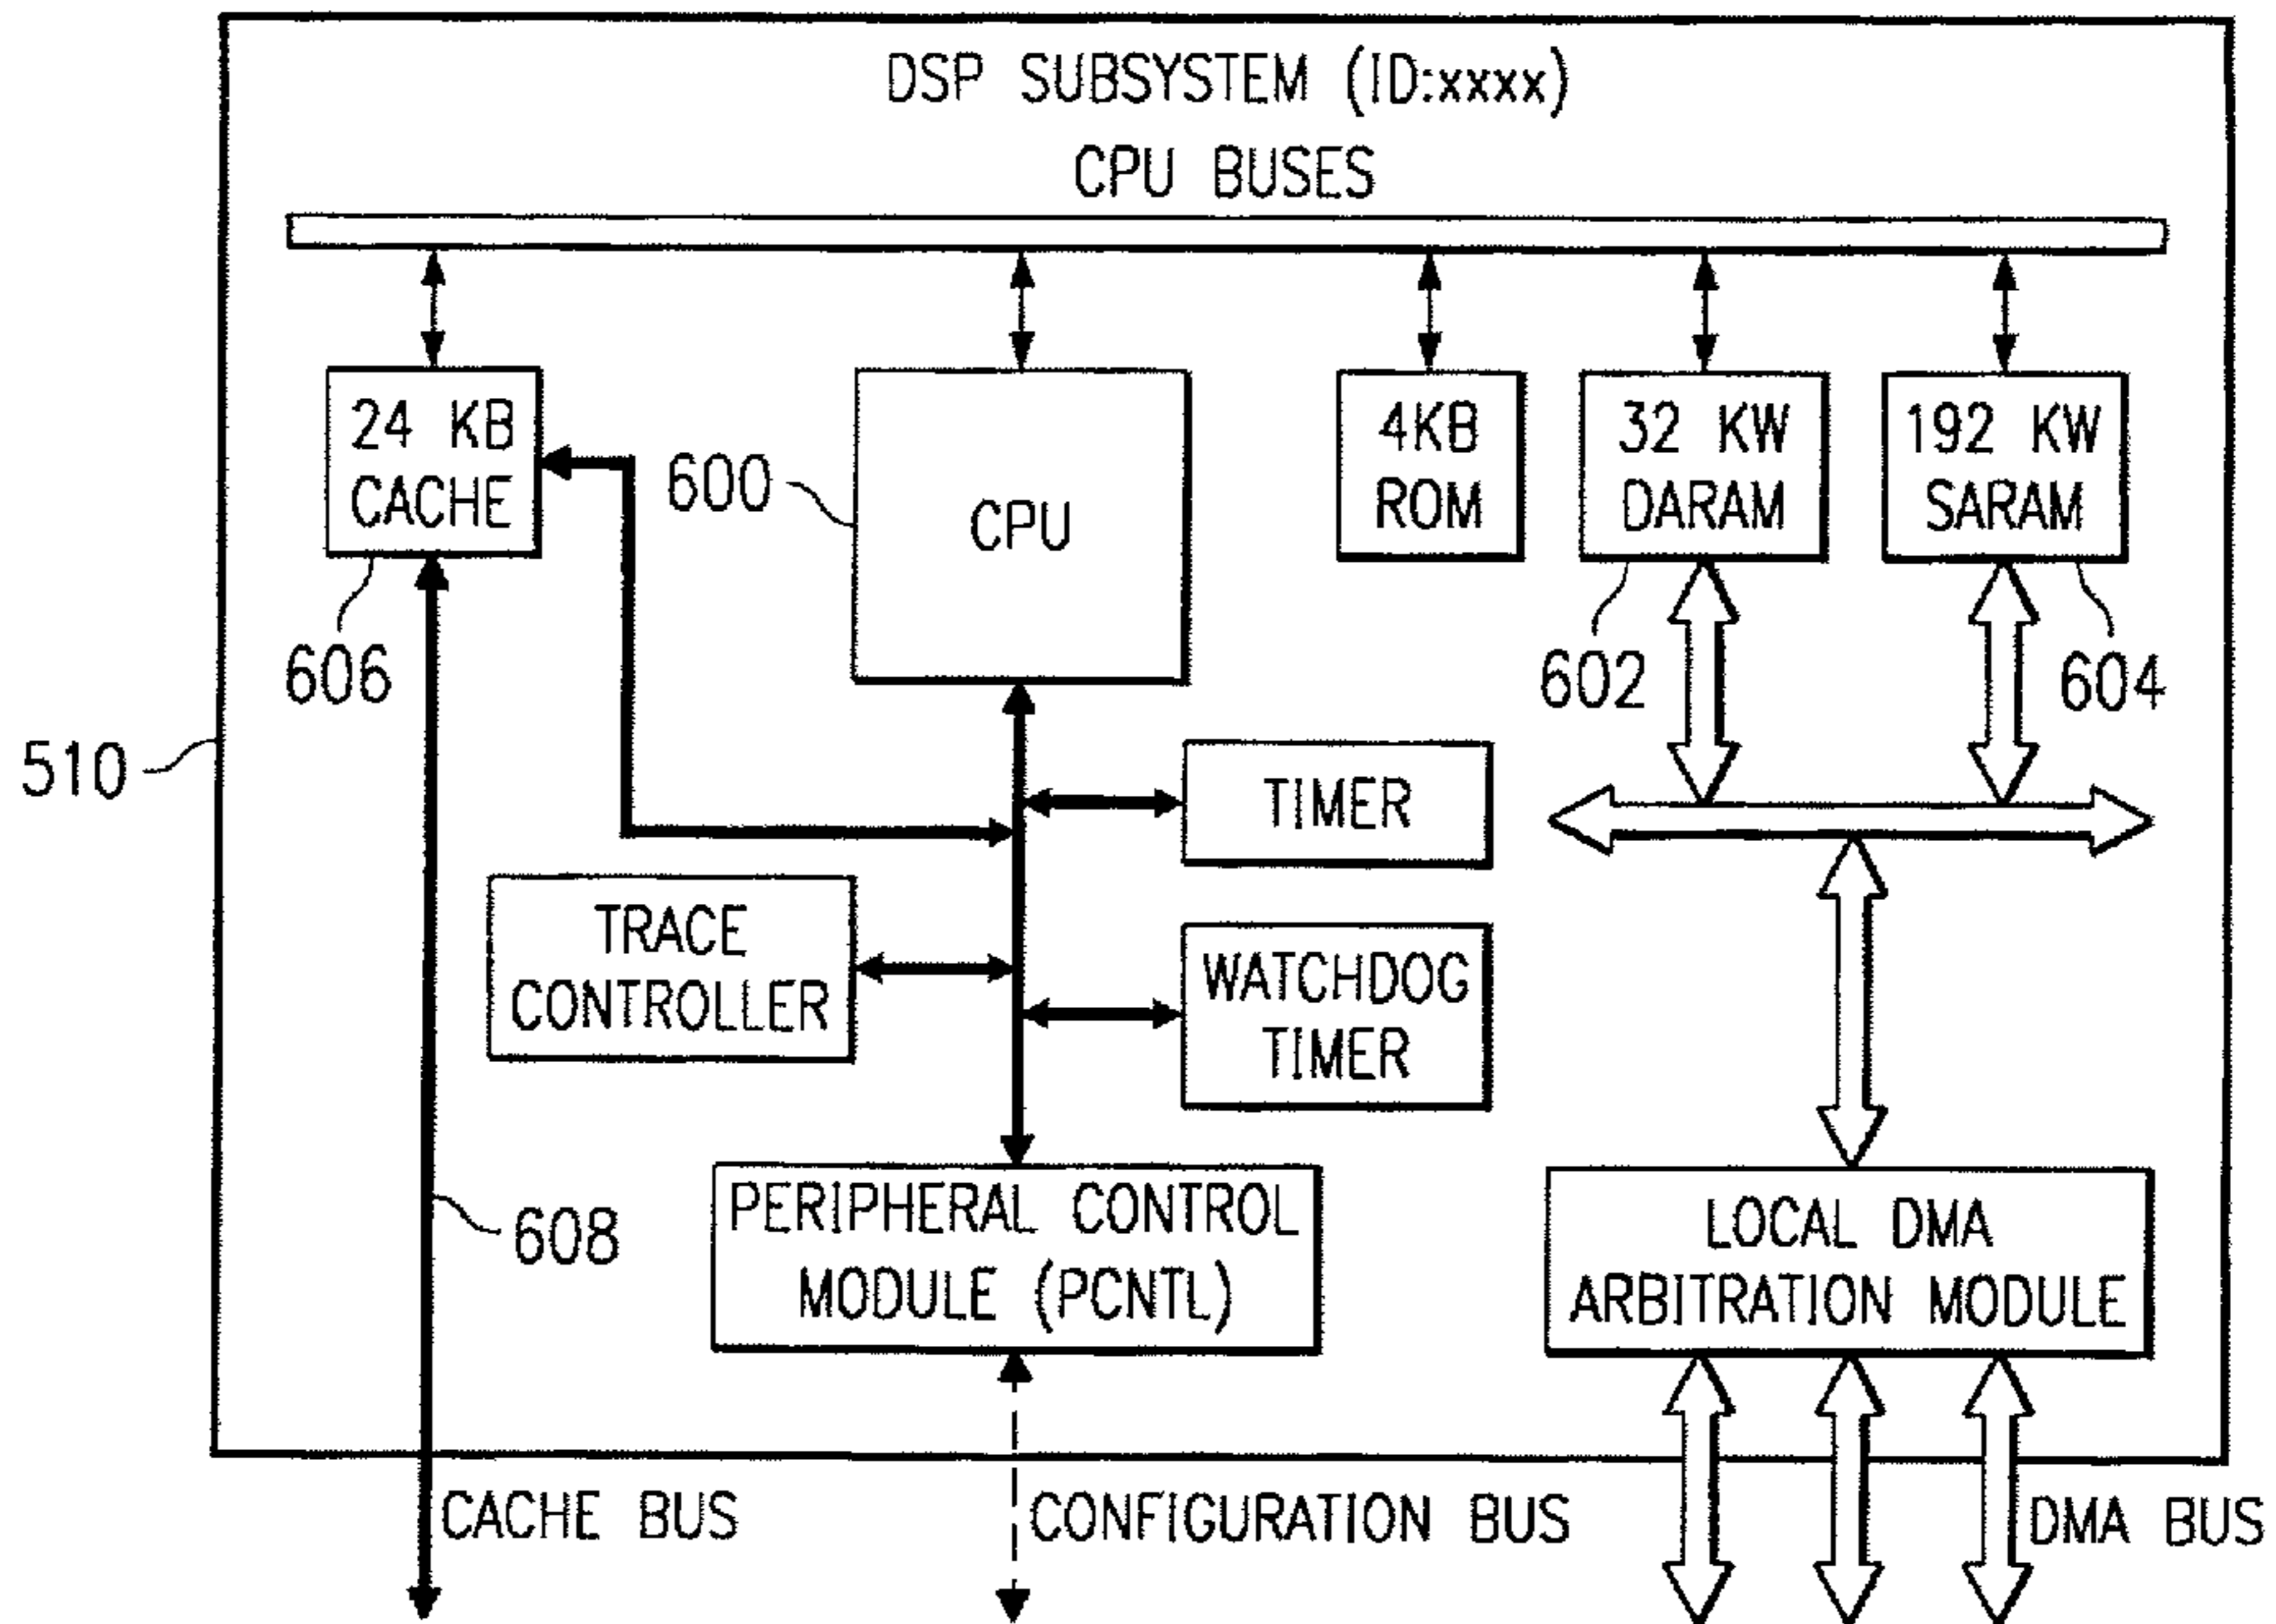 DSP SUBSYSTEM (ID:xxxx)
CPU BUSES
24 KB
CACHE
600
CPU
4KB
ROM
32 KW
DARAM
192 KW
SARAM
606
602
604
510
TIMER
TRACE
CONTROLLER
WATCHDOG
TIMER
608
PERIPHERAL CONTROL
MODULE (PCNTL)
LOCAL DMA
ARBITRATION MODULE
CACHE BUS
CONFIGURATION BUS
DMA BUS